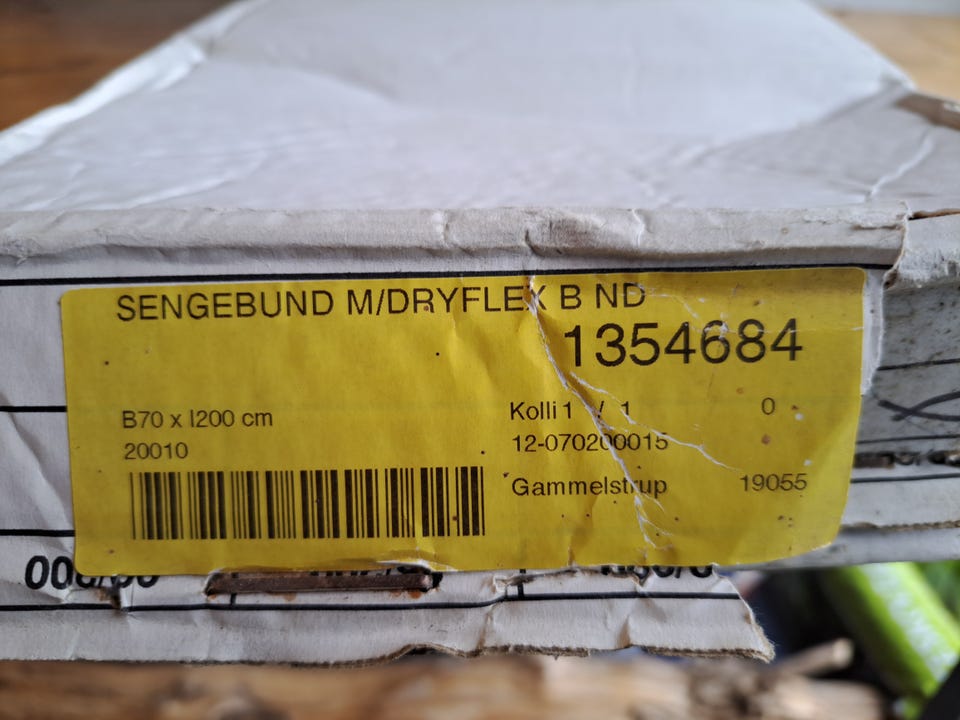 SENGEBUND M/DRYFLEX B ND
1354684
B70 x l200 cm
Kolli 1 / 1 0
20010
12-070200015
Gammelstrup 19055